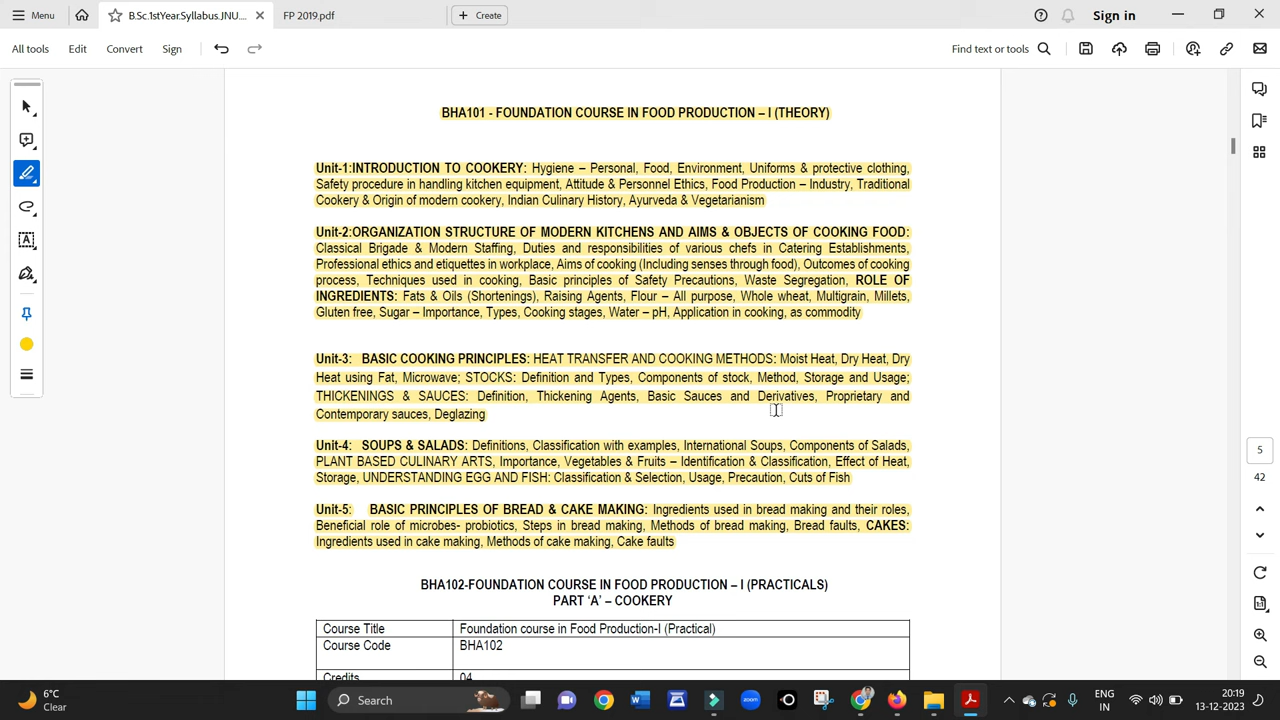 Menu
B.Sc.1stYear.Syllabus.JNU....
FP 2019.pdf
Create
Sign in
All tools
Edit
Convert
Sign
Find text or tools
BHA101 - FOUNDATION COURSE IN FOOD PRODUCTION – I (THEORY)
Unit-1:INTRODUCTION TO COOKERY: Hygiene – Personal, Food, Environment, Uniforms & protective clothing,
Safety procedure in handling kitchen equipment, Attitude & Personnel Ethics, Food Production – Industry, Traditional
Cookery & Origin of modern cookery, Indian Culinary History, Ayurveda & Vegetarianism
Unit-2:ORGANIZATION STRUCTURE OF MODERN KITCHENS AND AIMS & OBJECTS OF COOKING FOOD:
Classical Brigade & Modern Staffing, Duties and responsibilities of various chefs in Catering Establishments,
Professional ethics and etiquettes in workplace, Aims of cooking (Including senses through food), Outcomes of cooking
process, Techniques used in cooking, Basic principles of Safety Precautions, Waste Segregation, ROLE OF
INGREDIENTS: Fats & Oils (Shortenings), Raising Agents, Flour – All purpose, Whole wheat, Multigrain, Millets,
Gluten free, Sugar – Importance, Types, Cooking stages, Water – pH, Application in cooking, as commodity
Unit-3: BASIC COOKING PRINCIPLES: HEAT TRANSFER AND COOKING METHODS: Moist Heat, Dry Heat, Dry
Heat using Fat, Microwave; STOCKS: Definition and Types, Components of stock, Method, Storage and Usage;
THICKENINGS & SAUCES: Definition, Thickening Agents, Basic Sauces and Derivatives, Proprietary and
Contemporary sauces, Deglazing
Unit-4: SOUPS & SALADS: Definitions, Classification with examples, International Soups, Components of Salads,
PLANT BASED CULINARY ARTS, Importance, Vegetables & Fruits – Identification & Classification, Effect of Heat,
Storage, UNDERSTANDING EGG AND FISH: Classification & Selection, Usage, Precaution, Cuts of Fish
Unit-5: BASIC PRINCIPLES OF BREAD & CAKE MAKING: Ingredients used in bread making and their roles,
Beneficial role of microbes- probiotics, Steps in bread making, Methods of bread making, Bread faults, CAKES:
Ingredients used in cake making, Methods of cake making, Cake faults
BHA102-FOUNDATION COURSE IN FOOD PRODUCTION – I (PRACTICALS)
PART ‘A’ – COOKERY
Course Title Foundation course in Food Production-I (Practical)
Course Code BHA102
Credits 04
5
42
6°C
Clear
Search
zoom
ENG
IN
20:19
13-12-2023